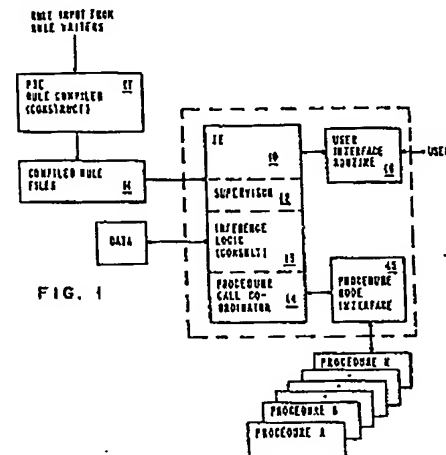 RULE INPUT FROM
RULE WRITERS
RULE COMPILER
(CONSTRUCT)
COMPILED RULE
FILES
IE
SUPERVISOR
INFERENCE
LOGIC
(CONSULT)
PROCEDURE
CALL CO-
ORDINATOR
USER
INTERFACE
ROUTINE
USER
DATA
FIG. 1
PROCEDURE
NODE
INTERFACE
PROCEDURE N
PROCEDURE B
PROCEDURE A